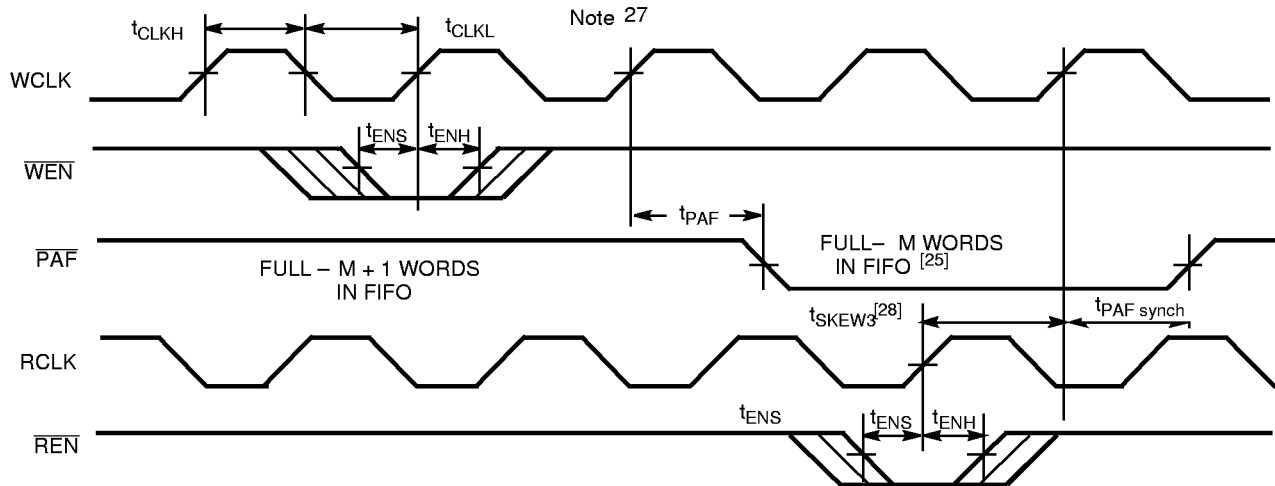 Note 27
tCLKH
tCLKL
WCLK
tENS
tENH
WEN
tPAF
PAF
FULL – M + 1 WORDS
IN FIFO
FULL – M WORDS
IN FIFO [25]
tSKEW3[28]
tPAF synch
RCLK
tENS
tENS
tENH
REN